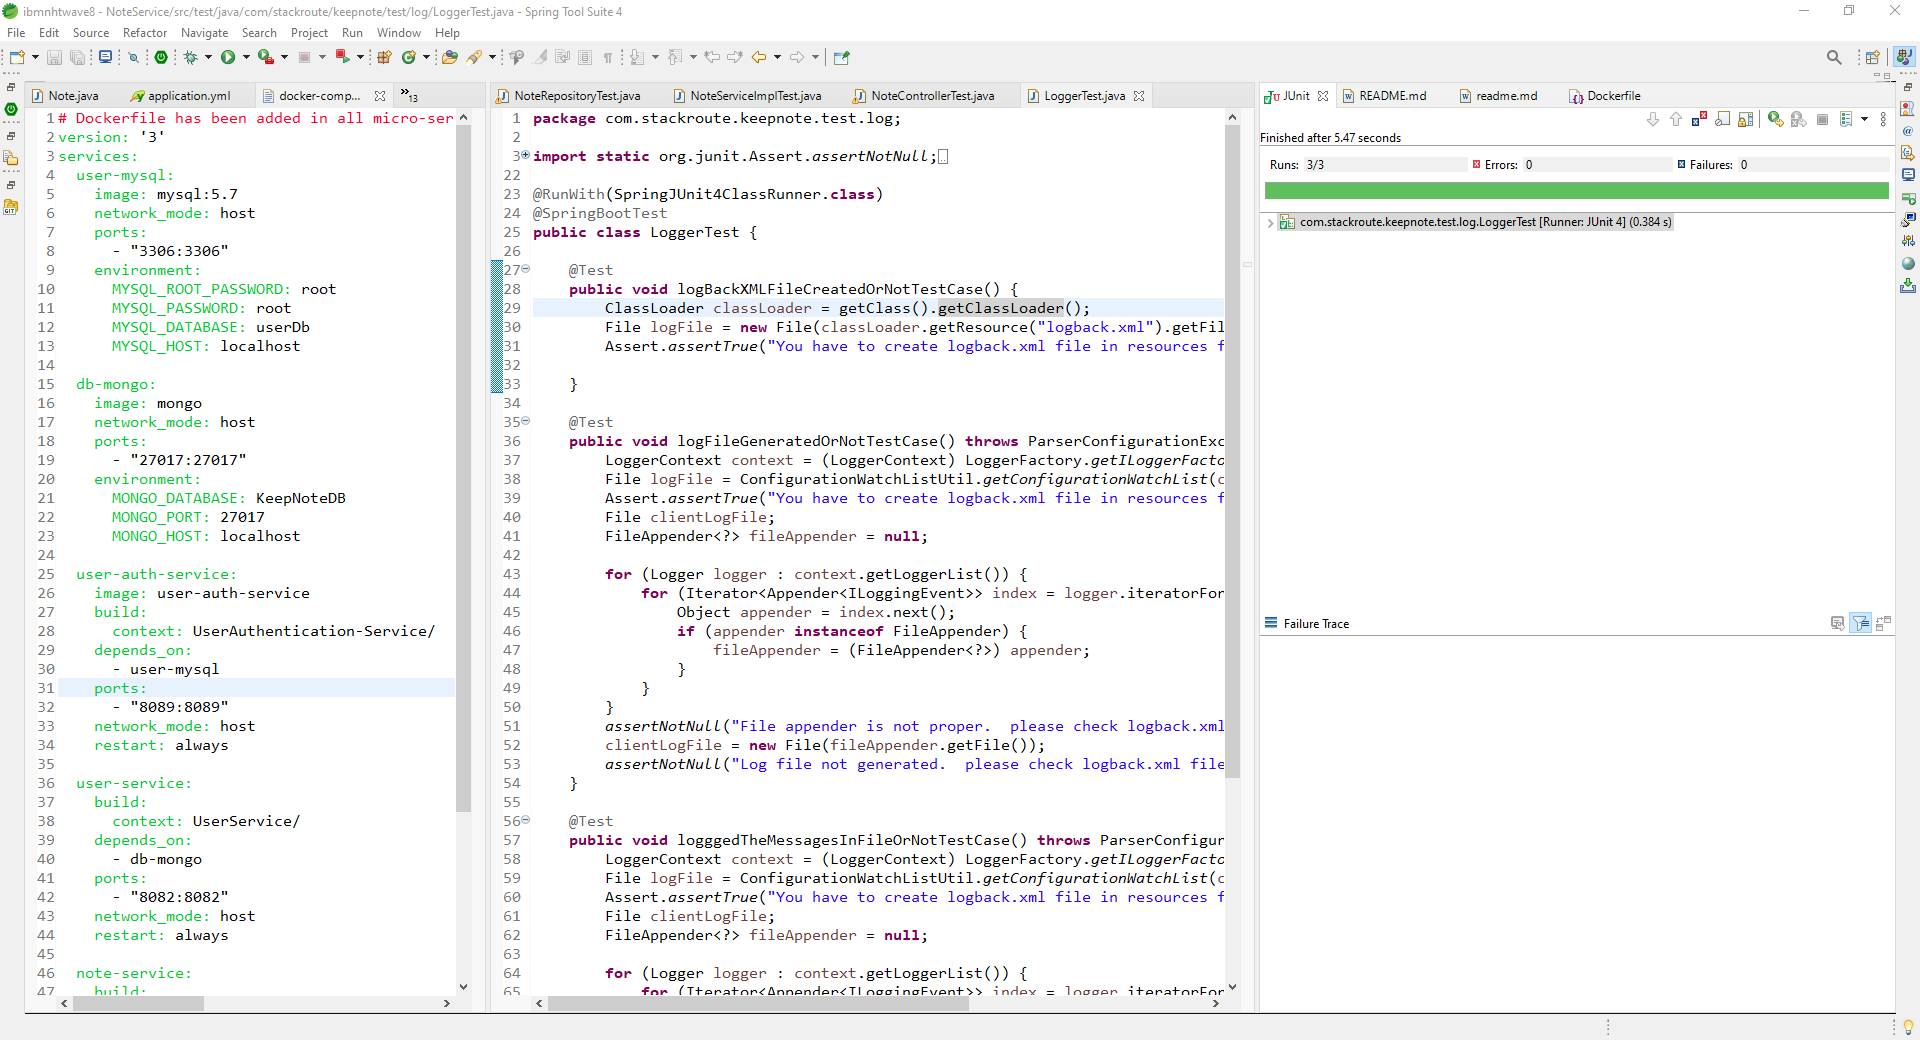 ibmnhtwave8 - NoteService/src/test/java/com/stackroute/keepnote/test/log/LoggerTest.java - Spring Tool Suite 4
File Edit Source Refactor Navigate Search Project Run Window Help
Note.java application.yml docker-comp... »13
1 # Dockerfile has been added in all micro-ser
2 version: '3'
3 services:
4 user-mysql:
5 image: mysql:5.7
6 network_mode: host
7 ports:
8 - "3306:3306"
9 environment:
10 MYSQL_ROOT_PASSWORD: root
11 MYSQL_PASSWORD: root
12 MYSQL_DATABASE: userDb
13 MYSQL_HOST: localhost
14
15 db-mongo:
16 image: mongo
17 network_mode: host
18 ports:
19 - "27017:27017"
20 environment:
21 MONGO_DATABASE: KeepNoteDB
22 MONGO_PORT: 27017
23 MONGO_HOST: localhost
24
25 user-auth-service:
26 image: user-auth-service
27 build:
28 context: UserAuthentication-Service/
29 depends_on:
30 - user-mysql
31 ports:
32 - "8089:8089"
33 network_mode: host
34 restart: always
35
36 user-service:
37 build:
38 context: UserService/
39 depends_on:
40 - db-mongo
41 ports:
42 - "8082:8082"
43 network_mode: host
44 restart: always
45
46 note-service:
47 build:
NoteRepositoryTest.java NoteServiceImplTest.java NoteControllerTest.java LoggerTest.java
1 package com.stackroute.keepnote.test.log;
2
3 import static org.junit.Assert.assertNotNull;
22
23 @RunWith(SpringJUnit4ClassRunner.class)
24 @SpringBootTest
25 public class LoggerTest {
26
27 @Test
28 public void logBackXMLFileCreatedOrNotTestCase() {
29 ClassLoader classLoader = getClass().getClassLoader();
30 File logFile = new File(classLoader.getResource("logback.xml").getFil
31 Assert.assertTrue("You have to create logback.xml file in resources f
32
33 }
34
35 @Test
36 public void logFileGeneratedOrNotTestCase() throws ParserConfigurationExc
37 LoggerContext context = (LoggerContext) LoggerFactory.getILoggerFacto
38 File logFile = ConfigurationWatchListUtil.getConfigurationWatchList(c
39 Assert.assertTrue("You have to create logback.xml file in resources f
40 File clientLogFile;
41 FileAppender<?> fileAppender = null;
42
43 for (Logger logger : context.getLoggerList()) {
44 for (Iterator<Appender<ILoggingEvent>> index = logger.iteratorFor
45 Object appender = index.next();
46 if (appender instanceof FileAppender) {
47 fileAppender = (FileAppender<?>) appender;
48 }
49 }
50 }
51 assertNotNull("File appender is not proper.  please check logback.xml
52 clientLogFile = new File(fileAppender.getFile());
53 assertNotNull("Log file not generated.  please check logback.xml file
54 }
55
56 @Test
57 public void logggedTheMessagesInFileOrNotTestCase() throws ParserConfigur
58 LoggerContext context = (LoggerContext) LoggerFactory.getILoggerFacto
59 File logFile = ConfigurationWatchListUtil.getConfigurationWatchList(c
60 Assert.assertTrue("You have to create logback.xml file in resources f
61 File clientLogFile;
62 FileAppender<?> fileAppender = null;
63
64 for (Logger logger : context.getLoggerList()) {
65 for (Iterator<Appender<ILoggingEvent>> index = logger.iteratorFor
JUnit README.md readme.md Dockerfile
Finished after 5.47 seconds
Runs: 3/3 Errors: 0 Failures: 0
com.stackroute.keepnote.test.log.LoggerTest [Runner: JUnit 4] (0.384 s)
Failure Trace